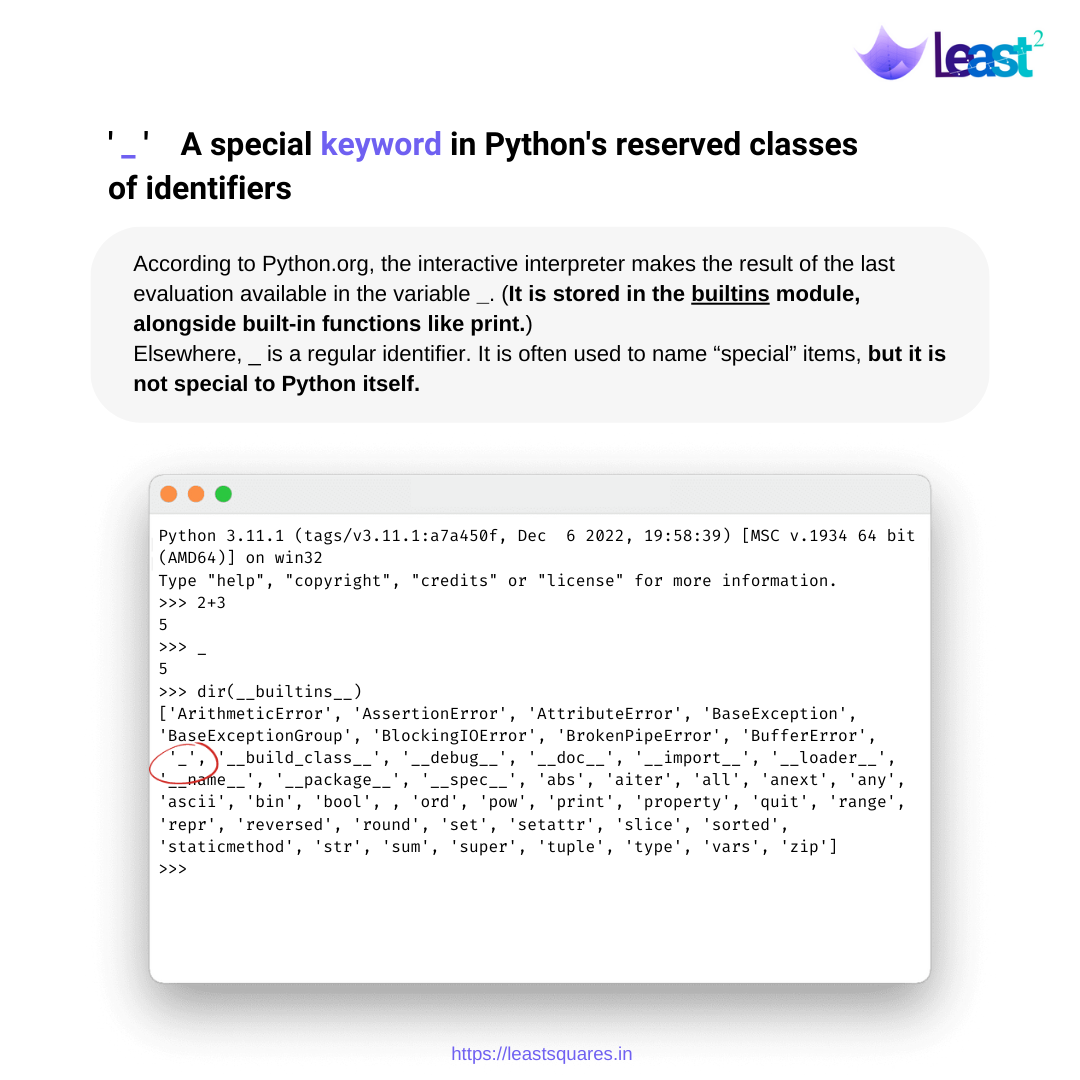 Least²
'_' A special keyword in Python's reserved classes
of identifiers
According to Python.org, the interactive interpreter makes the result of the last
evaluation available in the variable _. (It is stored in the builtins module,
alongside built-in functions like print.)
Elsewhere, _ is a regular identifier. It is often used to name “special” items, but it is
not special to Python itself.
Python 3.11.1 (tags/v3.11.1:a7a450f, Dec  6 2022, 19:58:39) [MSC v.1934 64 bit
(AMD64)] on win32
Type "help", "copyright", "credits" or "license" for more information.
>>> 2+3
5
>>> _
5
>>> dir(__builtins__)
['ArithmeticError', 'AssertionError', 'AttributeError', 'BaseException',
'BaseExceptionGroup', 'BlockingIOError', 'BrokenPipeError', 'BufferError',
'_', '__build_class__', '__debug__', '__doc__', '__import__', '__loader__',
'__name__', '__package__', '__spec__', 'abs', 'aiter', 'all', 'anext', 'any',
'ascii', 'bin', 'bool', , 'ord', 'pow', 'print', 'property', 'quit', 'range',
'repr', 'reversed', 'round', 'set', 'setattr', 'slice', 'sorted',
'staticmethod', 'str', 'sum', 'super', 'tuple', 'type', 'vars', 'zip']
>>>
https://leastsquares.in